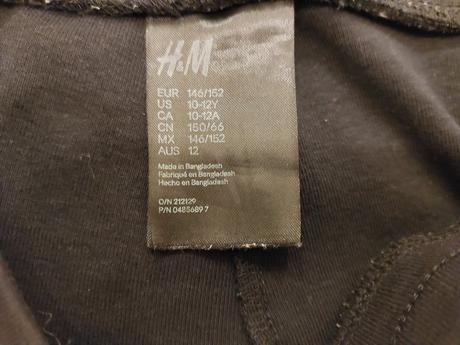 H&M
EUR 146/152
US 10-12Y
CA 10-12A
CN 150/66
MX 146/152
AUS 12
Made in Bangladesh
Fabriqué en Bangladesh
Hecho en Bangladesh
O/N 212129
P/N 0485689 7